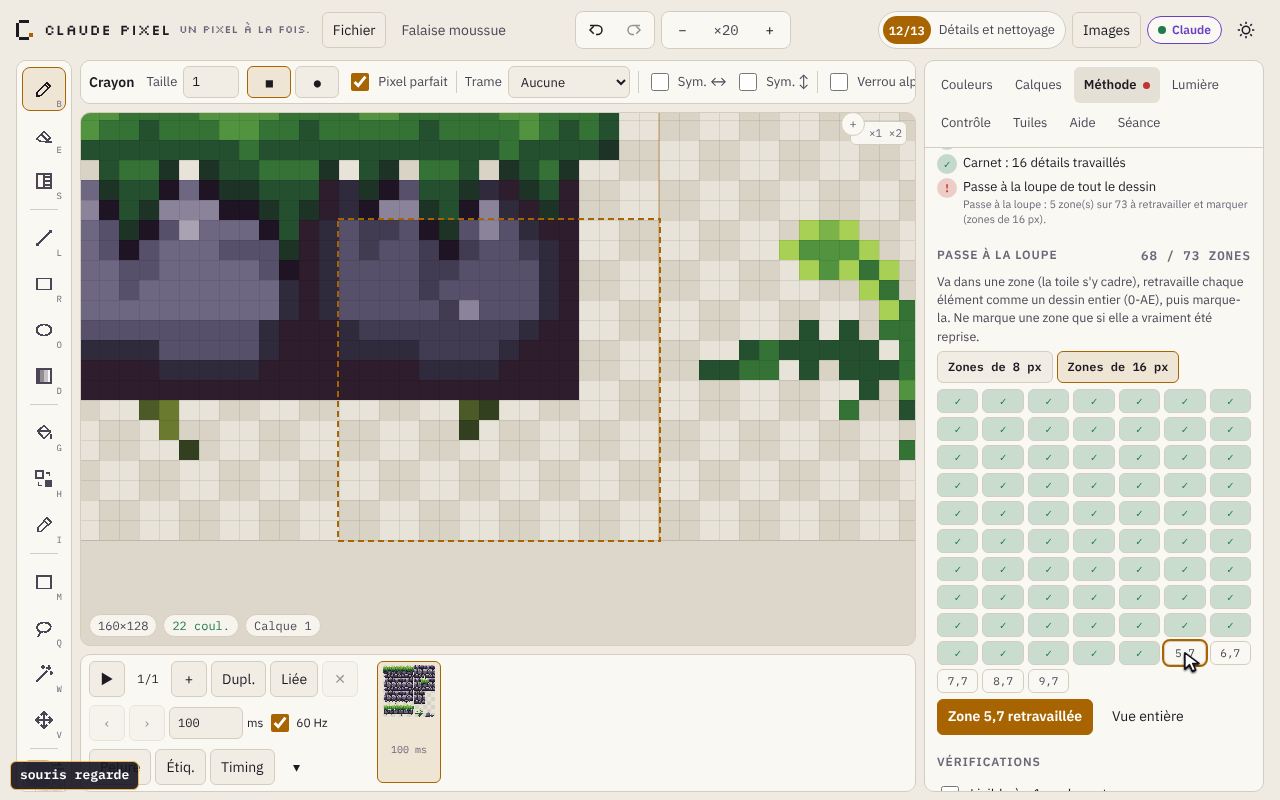 CLAUDE PIXEL UN PIXEL À LA FOIS. Fichier Falaise moussue − ×20 + 12/13 Détails et nettoyage Images Claude
Crayon Taille 1 Pixel parfait Trame Aucune Sym. ↔ Sym. ↕ Verrou alp
+ ×1 ×2
B
E
S
L
R
O
D
G
H
I
M
Q
W
V
Couleurs Calques Méthode Lumière
Contrôle Tuiles Aide Séance
✓ Carnet : 16 détails travaillés
! Passe à la loupe de tout le dessin
Passe à la loupe : 5 zone(s) sur 73 à retravailler et marquer
(zones de 16 px).
PASSE À LA LOUPE 68 / 73 ZONES
Va dans une zone (la toile s'y cadre), retravaille chaque
élément comme un dessin entier (0-AE), puis marque-
la. Ne marque une zone que si elle a vraiment été
reprise.
Zones de 8 px Zones de 16 px
✓ ✓ ✓ ✓ ✓ ✓ ✓
✓ ✓ ✓ ✓ ✓ ✓ ✓
✓ ✓ ✓ ✓ ✓ ✓ ✓
✓ ✓ ✓ ✓ ✓ ✓ ✓
✓ ✓ ✓ ✓ ✓ ✓ ✓
✓ ✓ ✓ ✓ ✓ ✓ ✓
✓ ✓ ✓ ✓ ✓ ✓ ✓
✓ ✓ ✓ ✓ ✓ ✓ ✓
✓ ✓ ✓ ✓ ✓ ✓ ✓
✓ ✓ ✓ ✓ ✓ 5,7 6,7
7,7 8,7 9,7
Zone 5,7 retravaillée Vue entière
VÉRIFICATIONS
160×128 22 coul. Calque 1
1/1 + Dupl. Liée ✕
‹ › 100 ms 60 Hz
Étiq. Timing ▼
100 ms
souris regarde